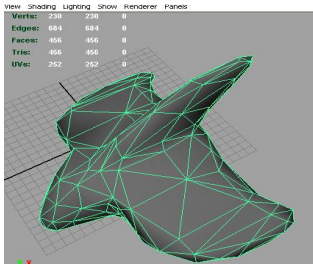 View Shading Lighting Show Renderer Panels
Verts: 230 230 0
Edges: 684 684 0
Faces: 456 456 0
Tris: 456 456 0
UVs: 252 252 0
x